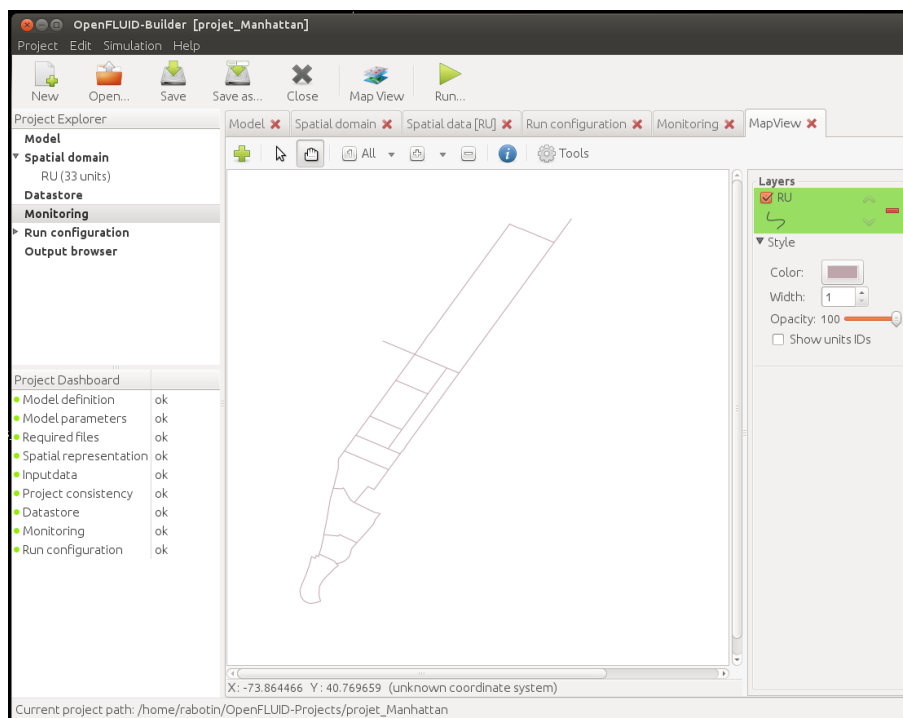 OpenFLUID-Builder [projet_Manhattan]
Project Edit Simulation Help
New Open... Save Save as... Close Map View Run...
Project Explorer
Model
Spatial domain
RU (33 units)
Datastore
Monitoring
Run configuration
Output browser
Project Dashboard
Model definition ok
Model parameters ok
Required files ok
Spatial representation ok
Inputdata ok
Project consistency ok
Datastore ok
Monitoring ok
Run configuration ok
Model Spatial domain Spatial data [RU] Run configuration Monitoring MapView
All Tools
Layers
RU
Style
Color:
Width: 1
Opacity: 100
Show units IDs
X: -73.864466 Y: 40.769659 (unknown coordinate system)
Current project path: /home/rabotin/OpenFLUID-Projects/projet_Manhattan